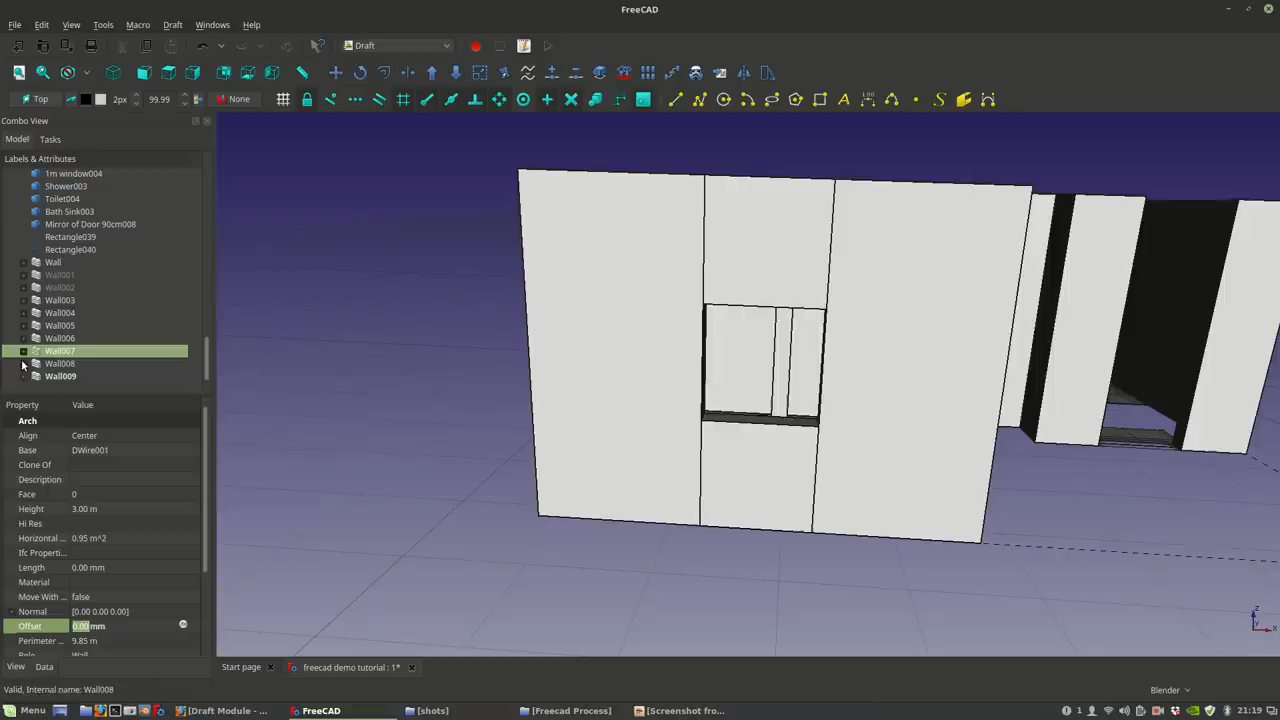 FreeCAD
File Edit View Tools Macro Draft Windows Help
Draft
Top 2px 99.99 None
Combo View
Model Tasks
Labels & Attributes
1m window004
Shower003
Toilet004
Bath Sink003
Mirror of Door 90cm008
Rectangle039
Rectangle040
Wall
Wall001
Wall002
Wall003
Wall004
Wall005
Wall006
Wall007
Wall008
Wall009
Property Value
Arch
Align Center
Base DWire001
Clone Of
Description
Face 0
Height 3.00 m
Hi Res
Horizontal ... 0.95 m^2
Ifc Properti...
Length 0.00 mm
Material
Move With ... false
Normal [0.00 0.00 0.00]
Offset 0.00 mm
Perimeter ... 9.85 m
Role Wall
z
y
x
View Data
Start page freecad demo tutorial : 1*
Valid, Internal name: Wall008
Blender
Menu [Draft Module - ... FreeCAD [shots] [Freecad Process] [Screenshot fro... 1 21:19